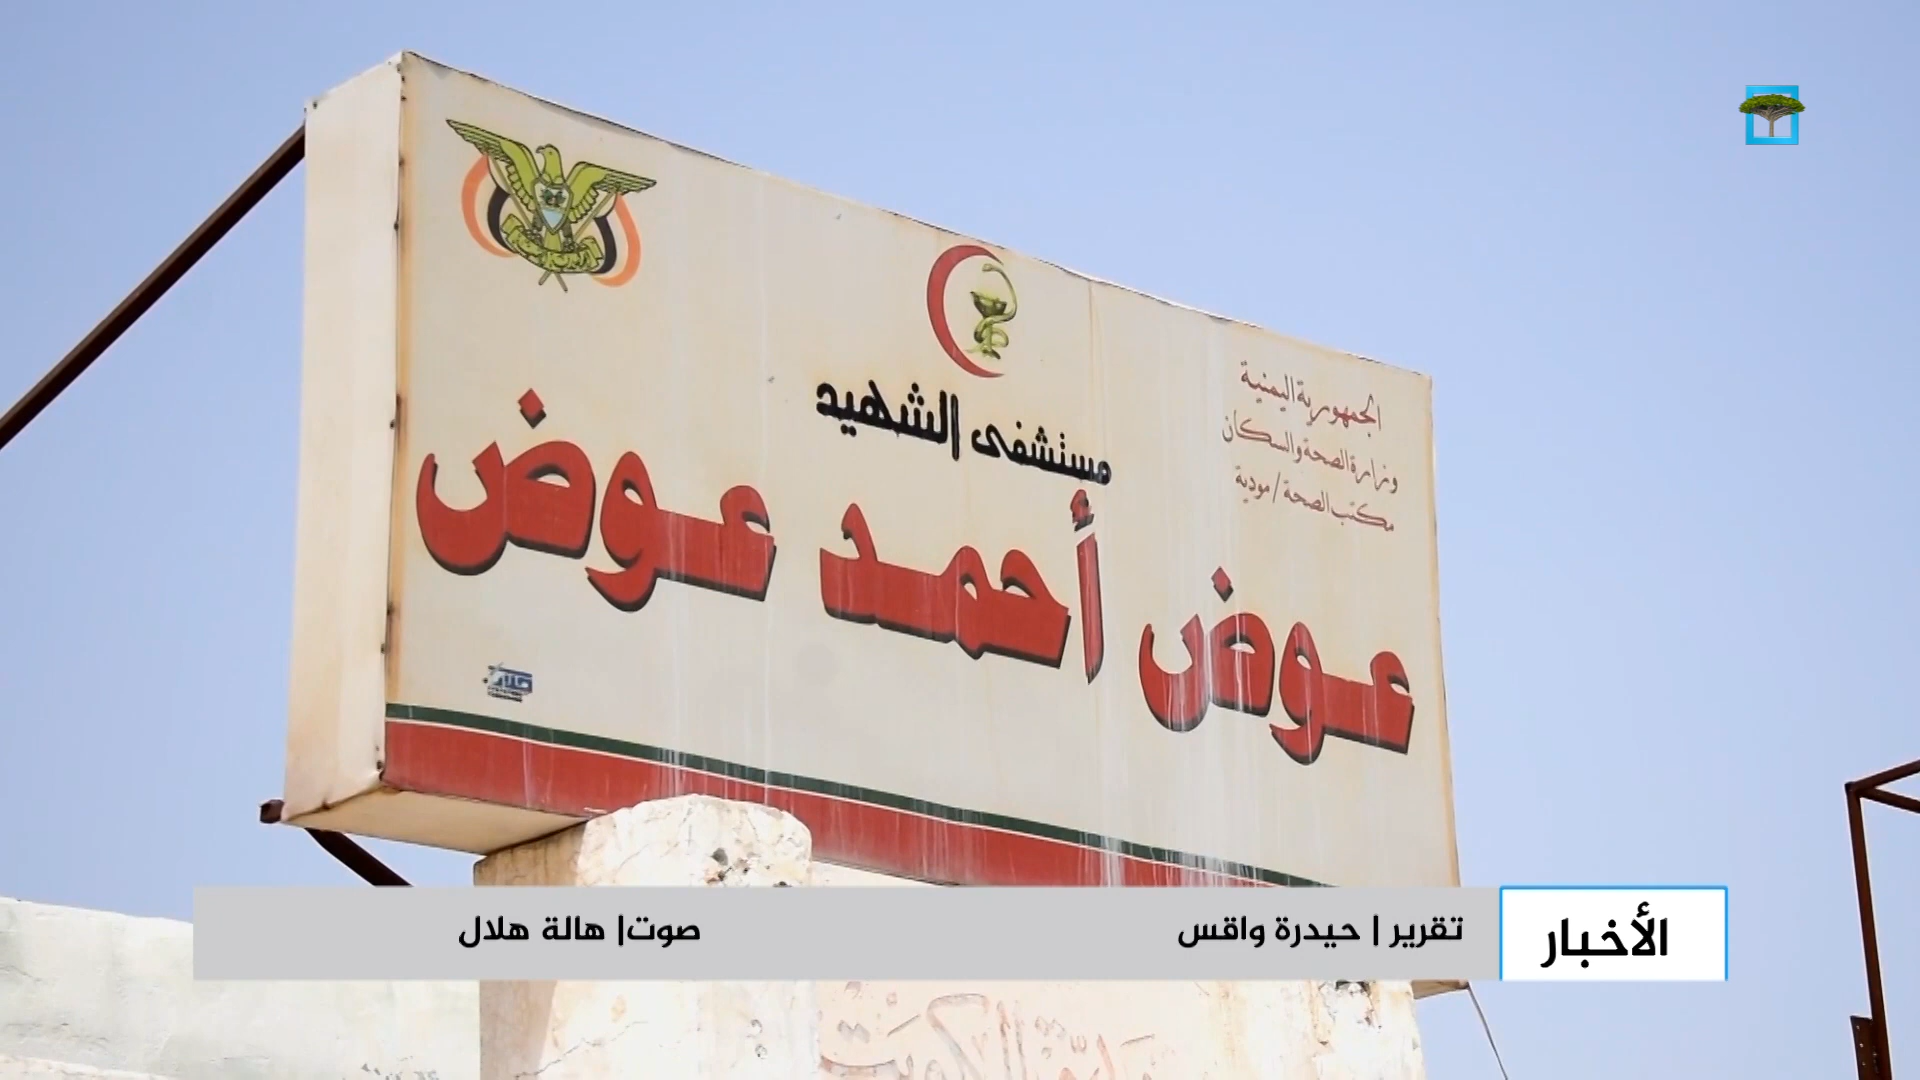 الجمهورية اليمنية
وزارة الصحة والسكان
مكتب الصحة / مودية
مستشفى الشهيد
عوض أحمد عوض
الأخبار
تقرير | حيدرة واقس
صوت| هالة هلال
الكويت